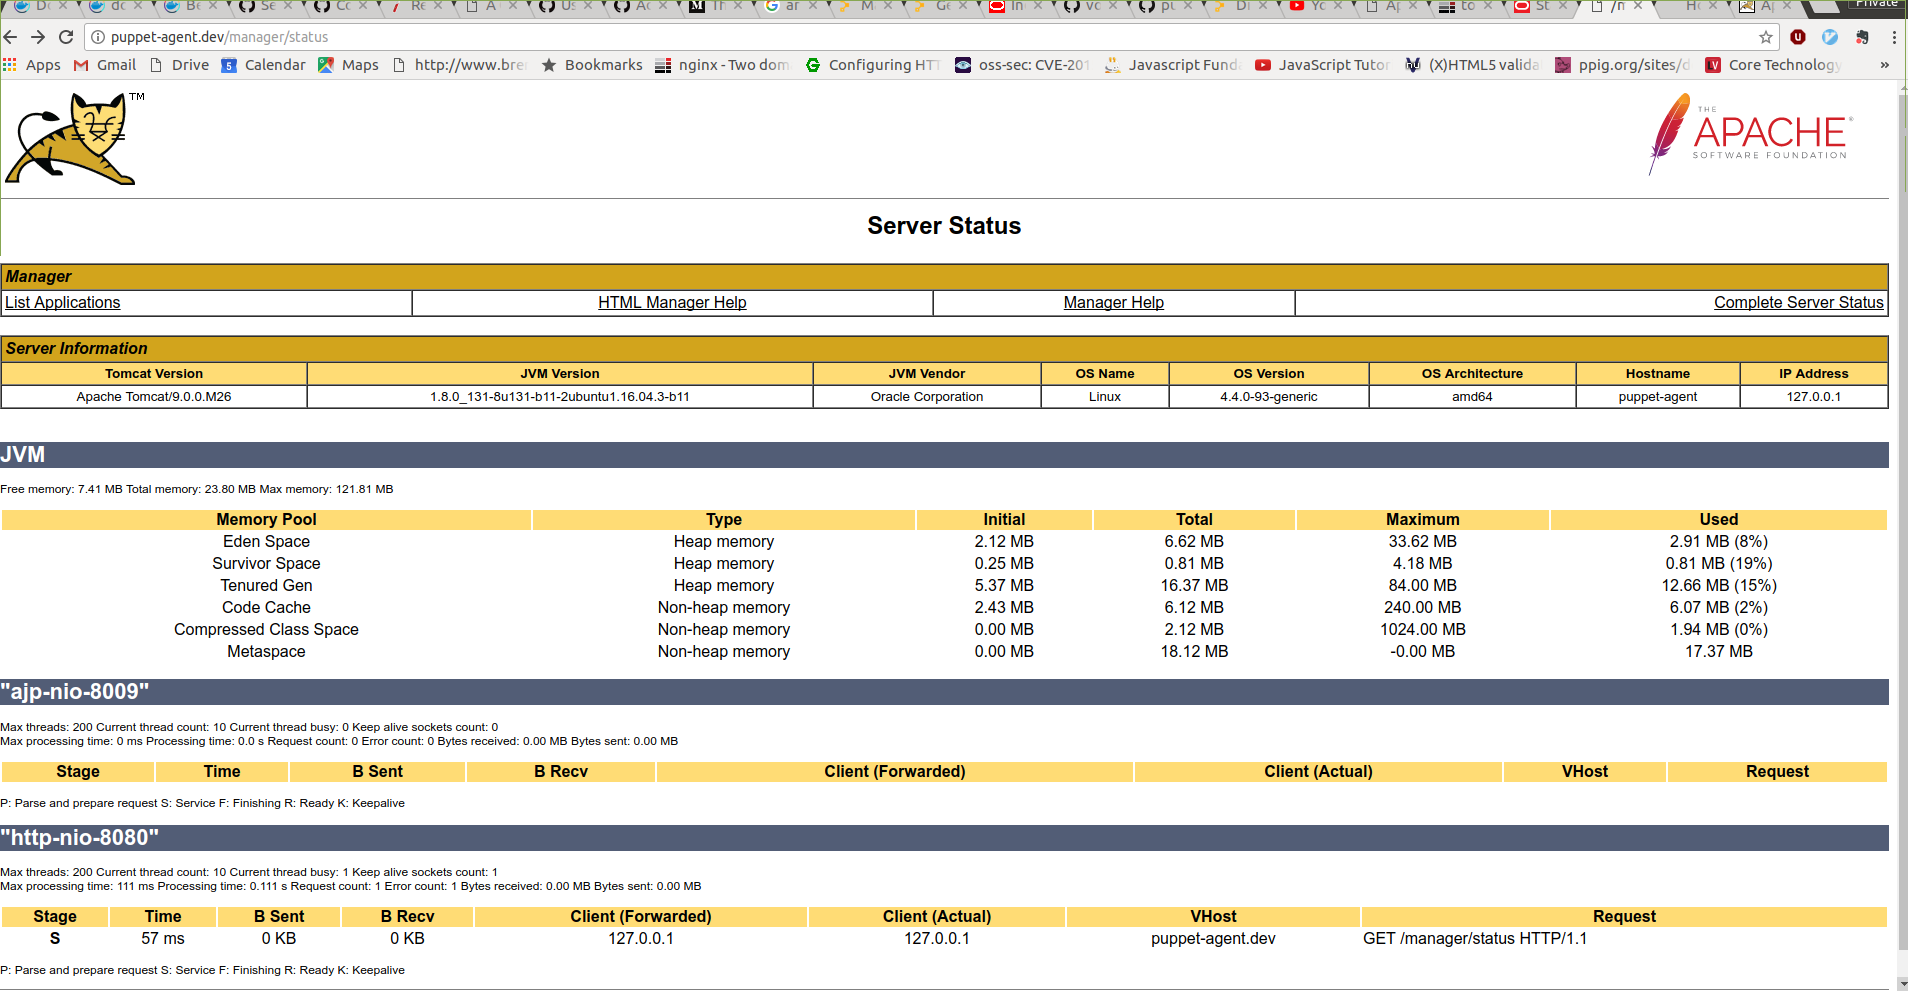 Private
puppet-agent.dev/manager/status
Apps Gmail Drive Calendar Maps http://www.bre Bookmarks nginx - Two dom Configuring HTT oss-sec: CVE-201 Javascript Fund JavaScript Tutor (X)HTML5 valida ppig.org/sites/d Core Technology »
TM
THE
APACHE®
SOFTWARE FOUNDATION
Server Status
Manager
List Applications HTML Manager Help Manager Help Complete Server Status
Server Information
Tomcat Version JVM Version JVM Vendor OS Name OS Version OS Architecture Hostname IP Address
Apache Tomcat/9.0.0.M26 1.8.0_131-8u131-b11-2ubuntu1.16.04.3-b11 Oracle Corporation Linux 4.4.0-93-generic amd64 puppet-agent 127.0.0.1
JVM
Free memory: 7.41 MB Total memory: 23.80 MB Max memory: 121.81 MB
Memory Pool Type Initial Total Maximum Used
Eden Space Heap memory 2.12 MB 6.62 MB 33.62 MB 2.91 MB (8%)
Survivor Space Heap memory 0.25 MB 0.81 MB 4.18 MB 0.81 MB (19%)
Tenured Gen Heap memory 5.37 MB 16.37 MB 84.00 MB 12.66 MB (15%)
Code Cache Non-heap memory 2.43 MB 6.12 MB 240.00 MB 6.07 MB (2%)
Compressed Class Space Non-heap memory 0.00 MB 2.12 MB 1024.00 MB 1.94 MB (0%)
Metaspace Non-heap memory 0.00 MB 18.12 MB -0.00 MB 17.37 MB
"ajp-nio-8009"
Max threads: 200 Current thread count: 10 Current thread busy: 0 Keep alive sockets count: 0
Max processing time: 0 ms Processing time: 0.0 s Request count: 0 Error count: 0 Bytes received: 0.00 MB Bytes sent: 0.00 MB
Stage Time B Sent B Recv Client (Forwarded) Client (Actual) VHost Request
P: Parse and prepare request S: Service F: Finishing R: Ready K: Keepalive
"http-nio-8080"
Max threads: 200 Current thread count: 10 Current thread busy: 1 Keep alive sockets count: 1
Max processing time: 111 ms Processing time: 0.111 s Request count: 1 Error count: 1 Bytes received: 0.00 MB Bytes sent: 0.00 MB
Stage Time B Sent B Recv Client (Forwarded) Client (Actual) VHost Request
S 57 ms 0 KB 0 KB 127.0.0.1 127.0.0.1 puppet-agent.dev GET /manager/status HTTP/1.1
P: Parse and prepare request S: Service F: Finishing R: Ready K: Keepalive